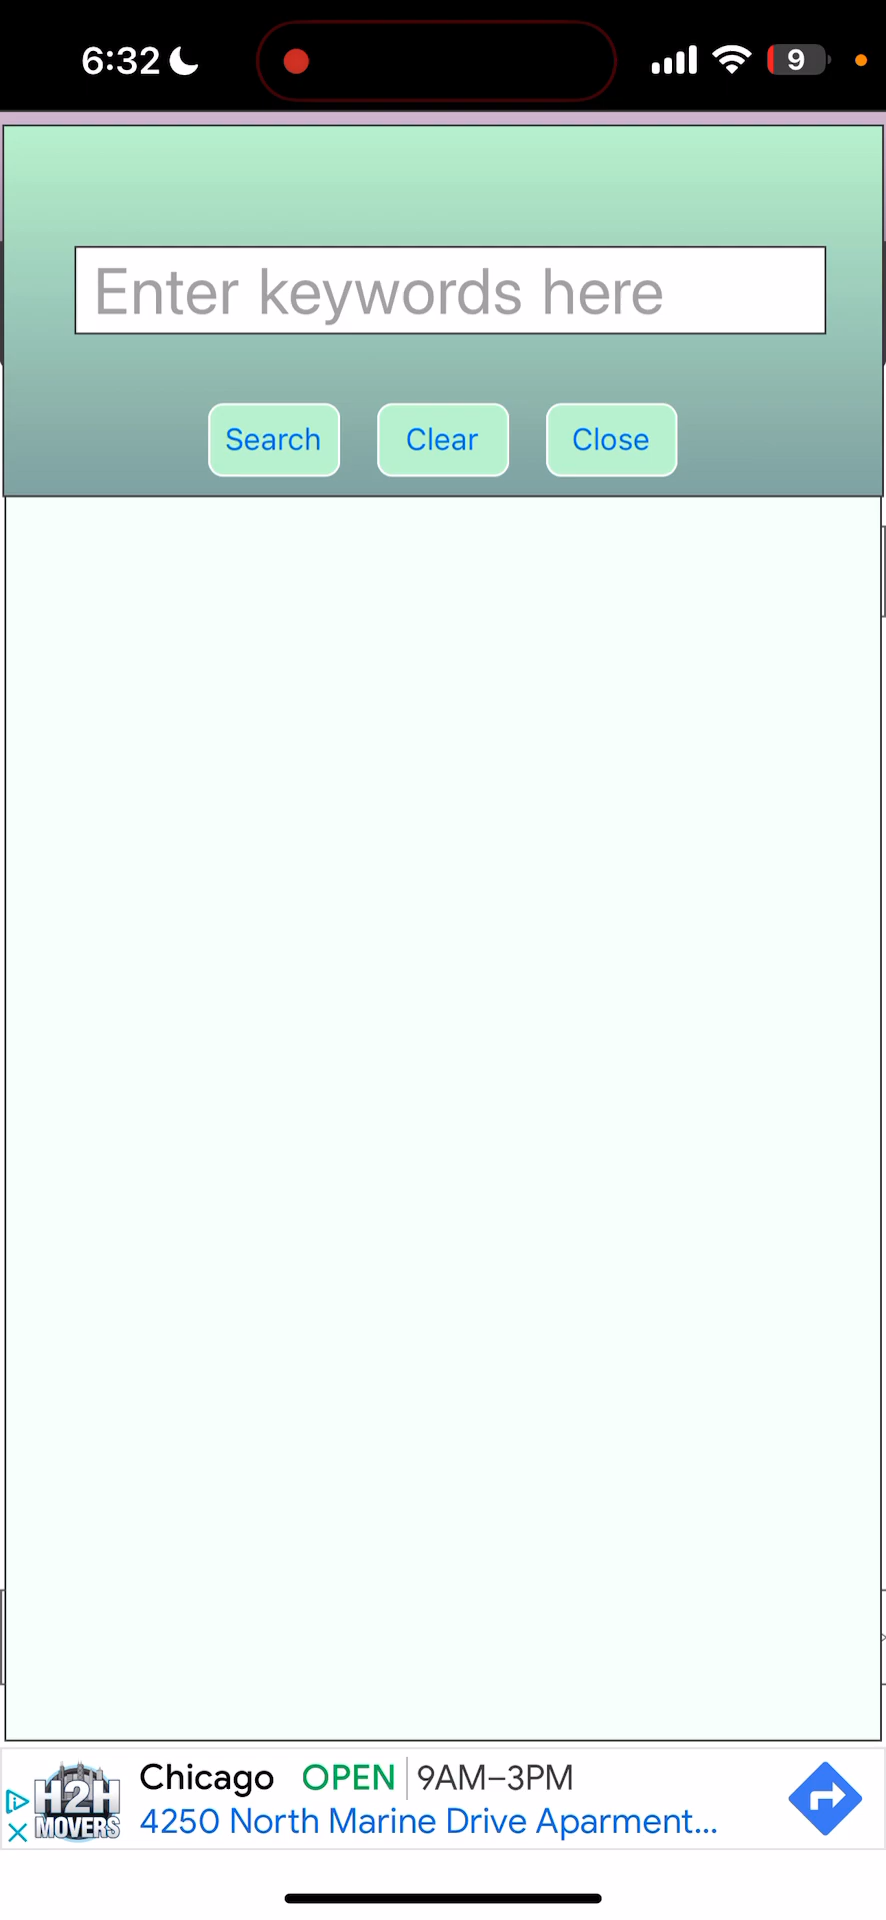 6:32
9
Enter keywords here
Search Clear Close
H2H
MOVERS
Chicago OPEN 9AM–3PM
4250 North Marine Drive Aparment...